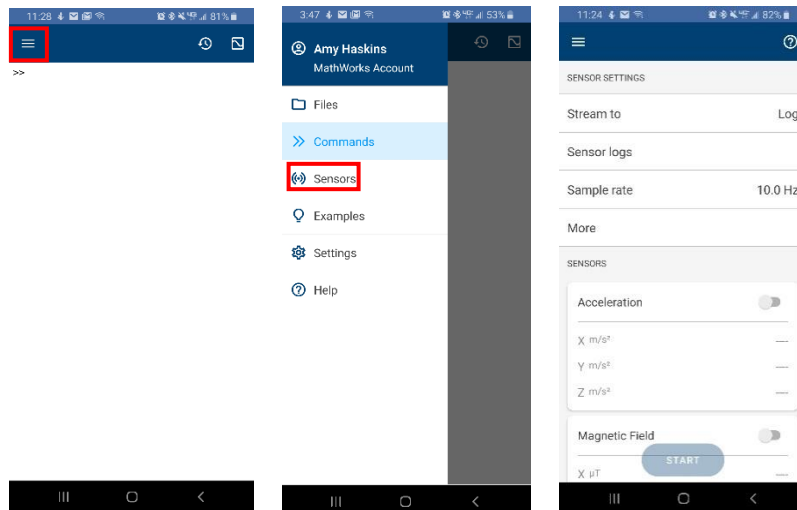 11:28
81%
>>
3:47
53%
Amy Haskins
MathWorks Account
Files
Commands
Sensors
Examples
Settings
Help
11:24
82%
SENSOR SETTINGS
Stream to Log
Sensor logs
Sample rate 10.0 Hz
More
SENSORS
Acceleration
X m/s²
Y m/s²
Z m/s²
Magnetic Field
START
X μT